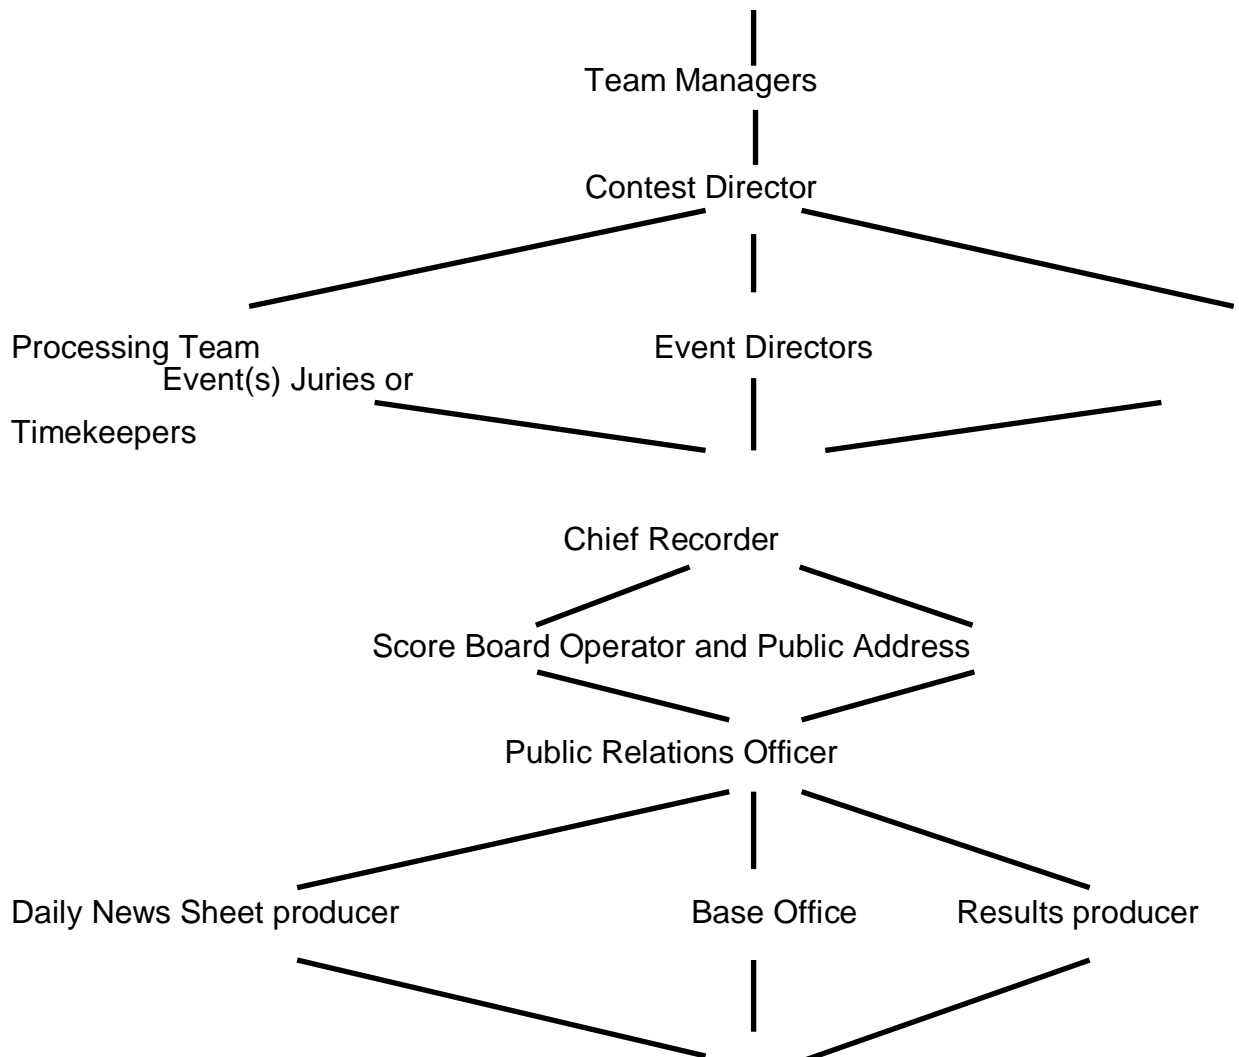 Team Managers
Contest Director
Processing Team Event Directors
Event(s) Juries or
Timekeepers
Chief Recorder
Score Board Operator and Public Address
Public Relations Officer
Daily News Sheet producer Base Office Results producer